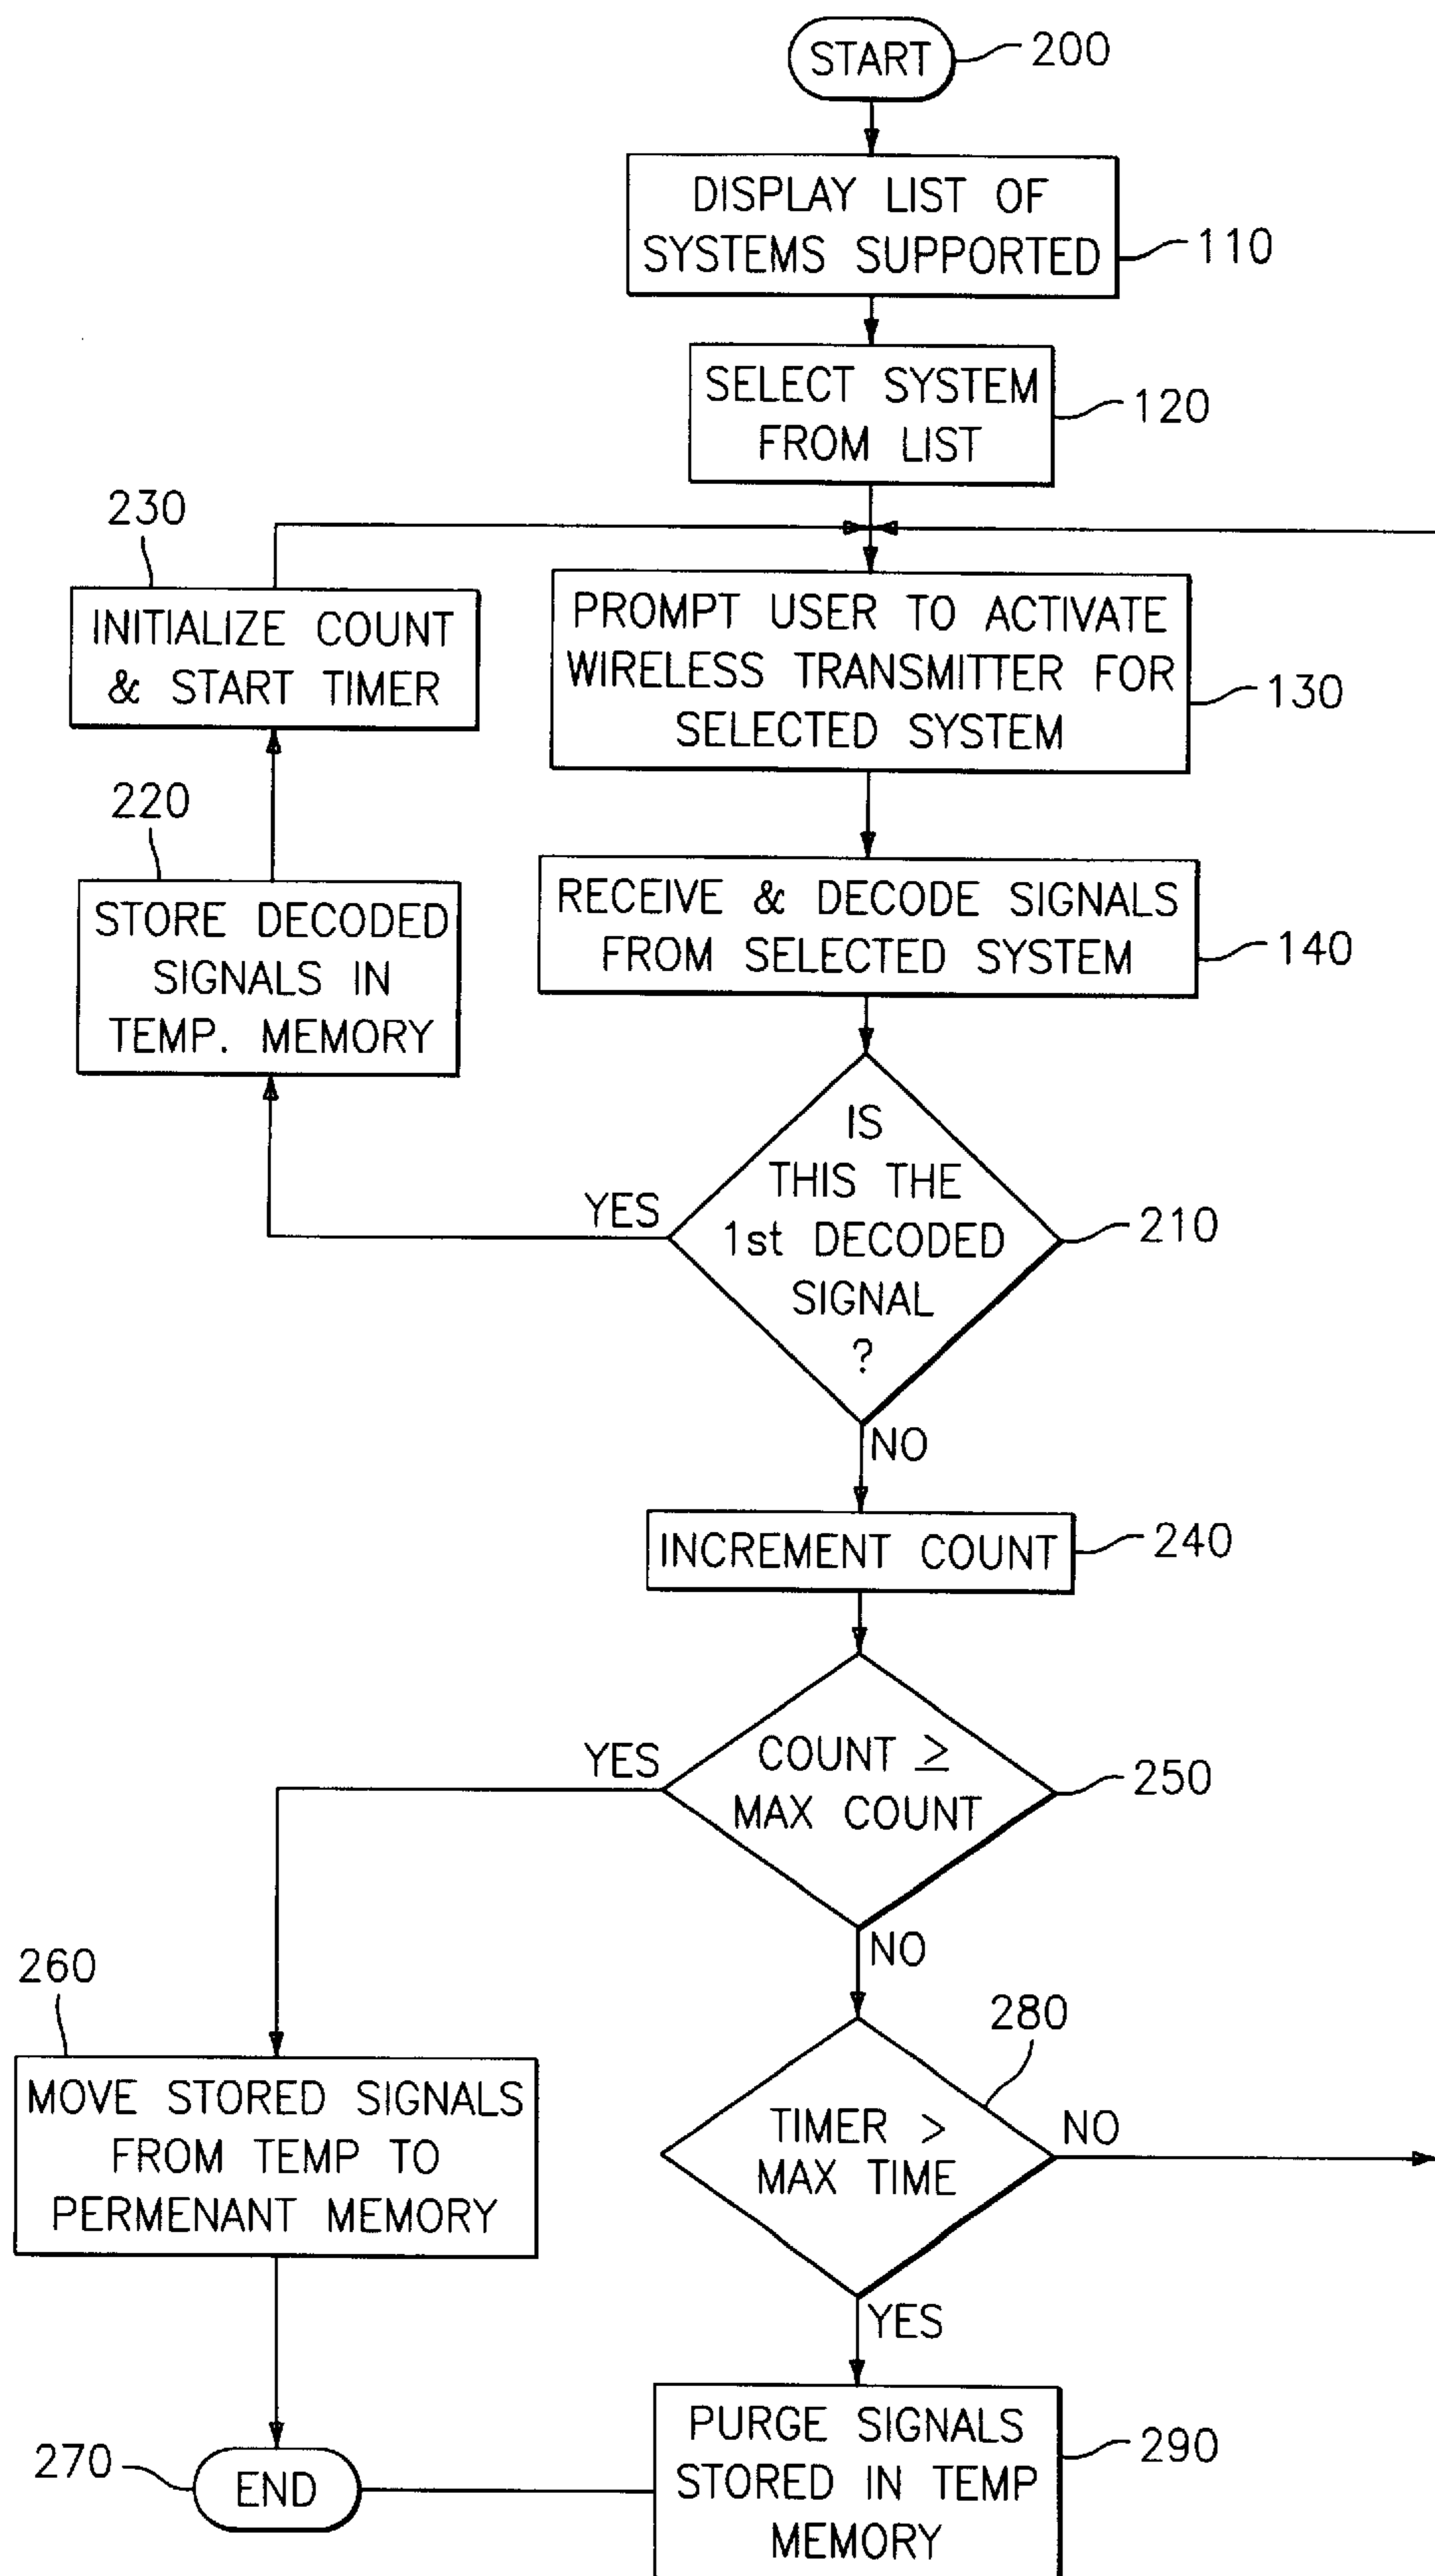 START
200
DISPLAY LIST OF
SYSTEMS SUPPORTED
110
SELECT SYSTEM
FROM LIST
120
230
INITIALIZE COUNT
& START TIMER
PROMPT USER TO ACTIVATE
WIRELESS TRANSMITTER FOR
SELECTED SYSTEM
130
220
STORE DECODED
SIGNALS IN
TEMP. MEMORY
RECEIVE & DECODE SIGNALS
FROM SELECTED SYSTEM
140
IS
THIS THE
1st DECODED
SIGNAL
?
YES
210
NO
INCREMENT COUNT
240
YES
COUNT ≥
MAX COUNT
250
NO
260
MOVE STORED SIGNALS
FROM TEMP TO
PERMENANT MEMORY
280
TIMER >
MAX TIME
NO
YES
270
END
PURGE SIGNALS
STORED IN TEMP
MEMORY
290